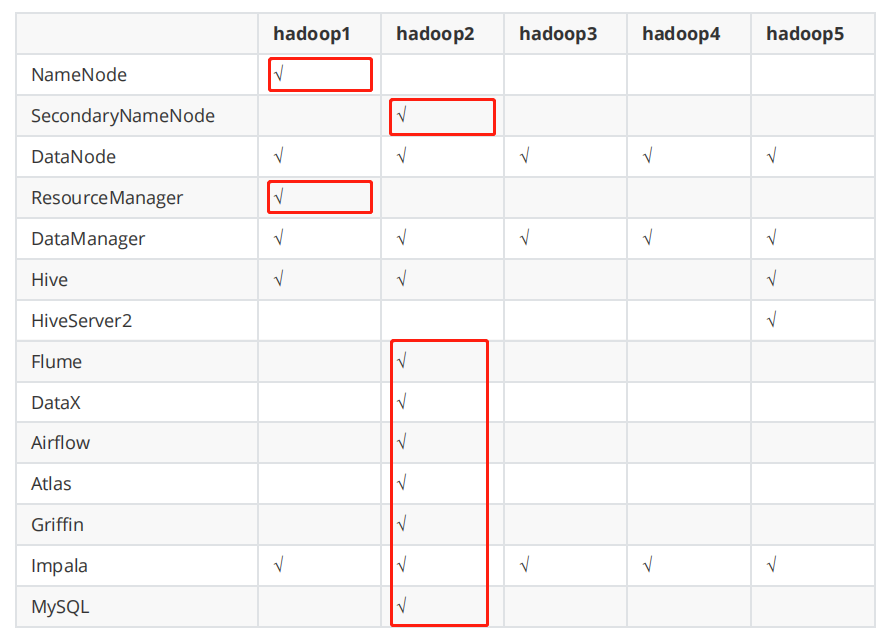 hadoop1 hadoop2 hadoop3 hadoop4 hadoop5
NameNode √
SecondaryNameNode √
DataNode √ √ √ √ √
ResourceManager √
DataManager √ √ √ √ √
Hive √ √ √
HiveServer2 √
Flume √
DataX √
Airflow √
Atlas √
Griffin √
Impala √ √ √ √ √
MySQL √